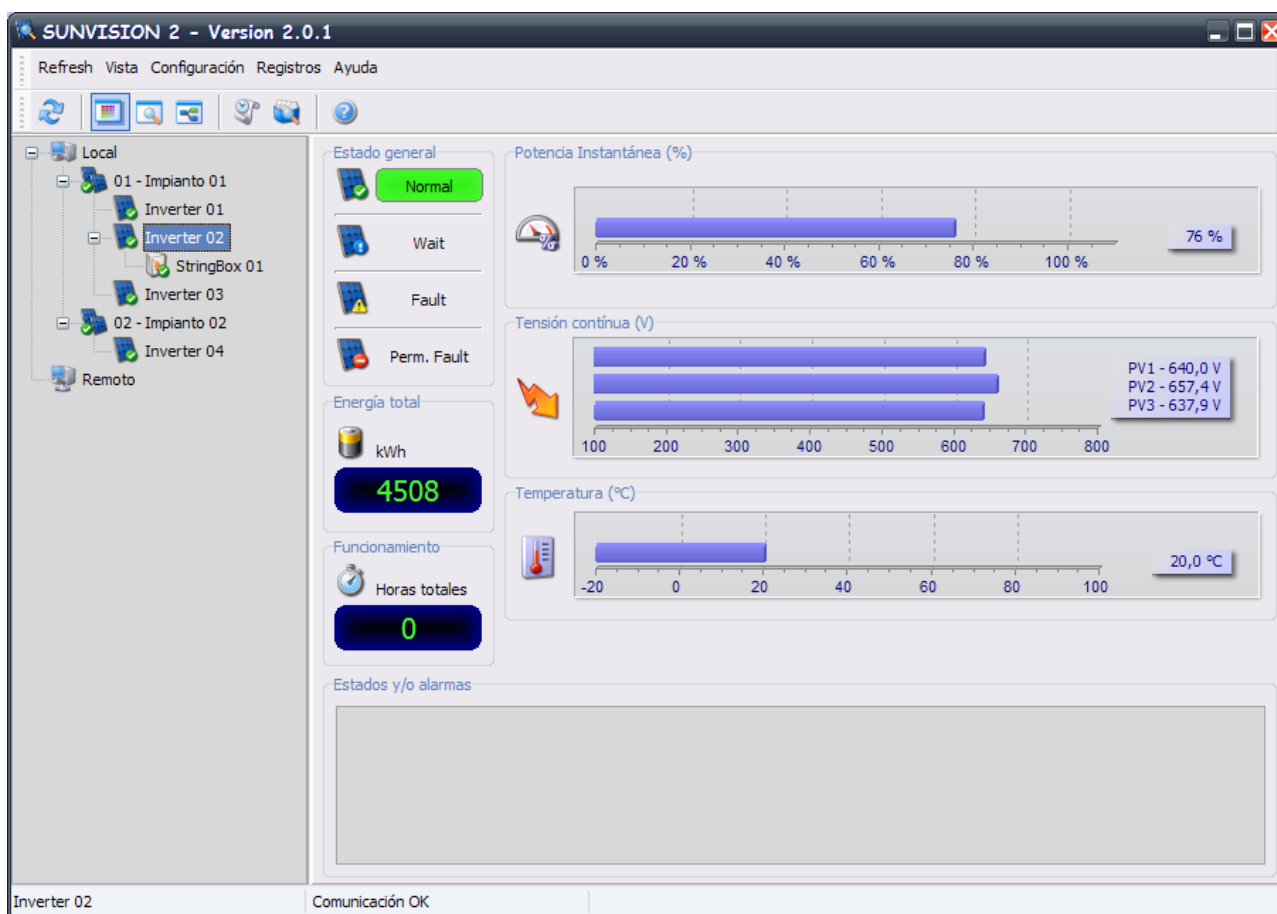 SUNVISION 2 - Version 2.0.1
Refresh Vista Configuración Registros Ayuda
Local
01 - Impianto 01
Inverter 01
Inverter 02
StringBox 01
Inverter 03
02 - Impianto 02
Inverter 04
Remoto
Estado general
Normal
Wait
Fault
Perm. Fault
Energía total
kWh
4508
Funcionamiento
Horas totales
0
Potencia Instantánea (%)
76 %
0 % 20 % 40 % 60 % 80 % 100 %
Tensión contínua (V)
PV1 - 640,0 V
PV2 - 657,4 V
PV3 - 637,9 V
100 200 300 400 500 600 700 800
Temperatura (ºC)
20,0 ºC
-20 0 20 40 60 80 100
Estados y/o alarmas
Inverter 02 Comunicación OK